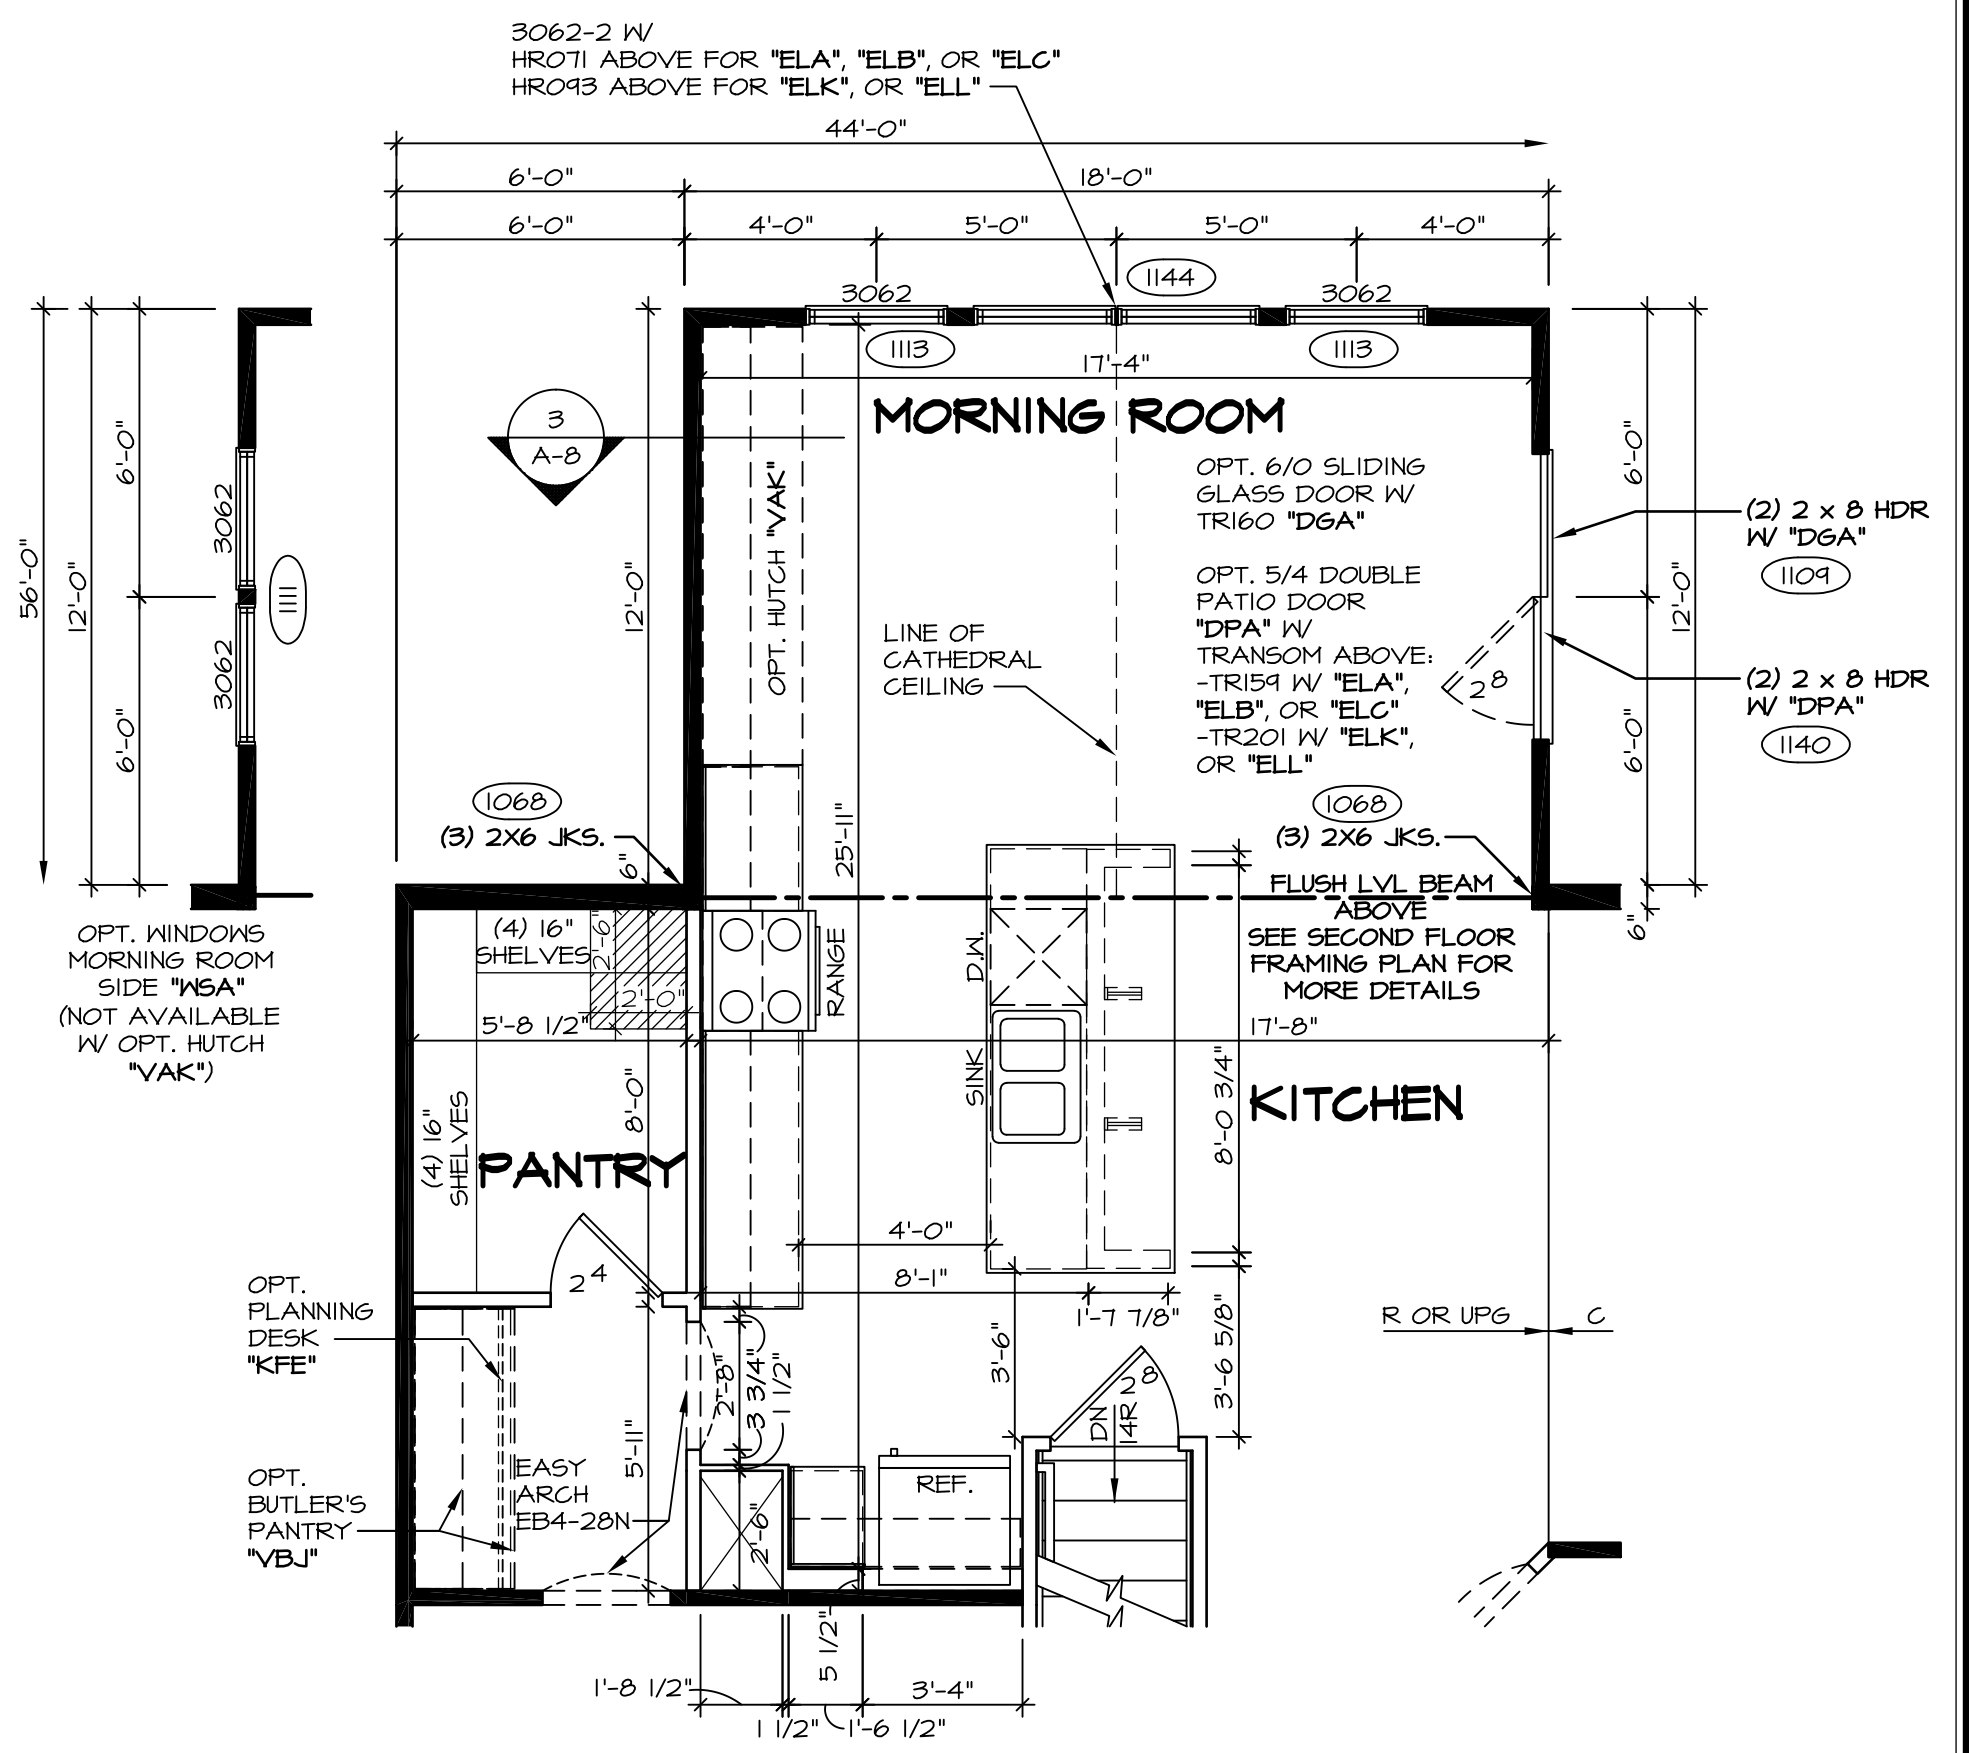 3062-2 W/
HR071 ABOVE FOR "ELA", "ELB", OR "ELC"
HR093 ABOVE FOR "ELK", OR "ELL"
44'-0"
6'-0"
18'-0"
6'-0"
4'-0"
5'-0"
5'-0"
4'-0"
1144
3062
3062
1113
1113
17'-4"
MORNING ROOM
3
A-8
OPT. HUTCH "VAK"
OPT. 6/0 SLIDING
GLASS DOOR W/
TR160 "DGA"
OPT. 5/4 DOUBLE
PATIO DOOR
"DPA" W/
TRANSOM ABOVE:
-TR159 W/ "ELA",
"ELB", OR "ELC"
-TR201 W/ "ELK",
OR "ELL"
LINE OF
CATHEDRAL
CEILING
2 8
6'-0"
6'-0"
12'-0"
6"
(2) 2 x 8 HDR
W/ "DGA"
1109
(2) 2 x 8 HDR
W/ "DPA"
1140
56'-0"
12'-0"
6'-0"
6'-0"
3062
3062
1111
12'-0"
6"
25'-11"
1068
(3) 2X6 JKS.
1068
(3) 2X6 JKS.
FLUSH LVL BEAM
ABOVE
SEE SECOND FLOOR
FRAMING PLAN FOR
MORE DETAILS
OPT. WINDOWS
MORNING ROOM
SIDE "WSA"
(NOT AVAILABLE
W/ OPT. HUTCH
"VAK")
(4) 16"
SHELVES
2'-6"
2'-0"
5'-8 1/2"
RANGE
D.W.
SINK
17'-8"
8'-0"
8'-0 3/4"
KITCHEN
(4) 16"
SHELVES
PANTRY
4'-0"
8'-1"
1'-7 7/8"
2 4
OPT.
PLANNING
DESK
"KFE"
3'-6"
3'-6 5/8"
R OR UPG
C
2'-8"
3 3/4"
1 1/2"
2 8
DN
14R
5'-11"
EASY
ARCH
EB4-28N
OPT.
BUTLER'S
PANTRY
"VBJ"
REF.
2'-6"
5 1/2"
1'-8 1/2"
3'-4"
1 1/2"
1'-6 1/2"